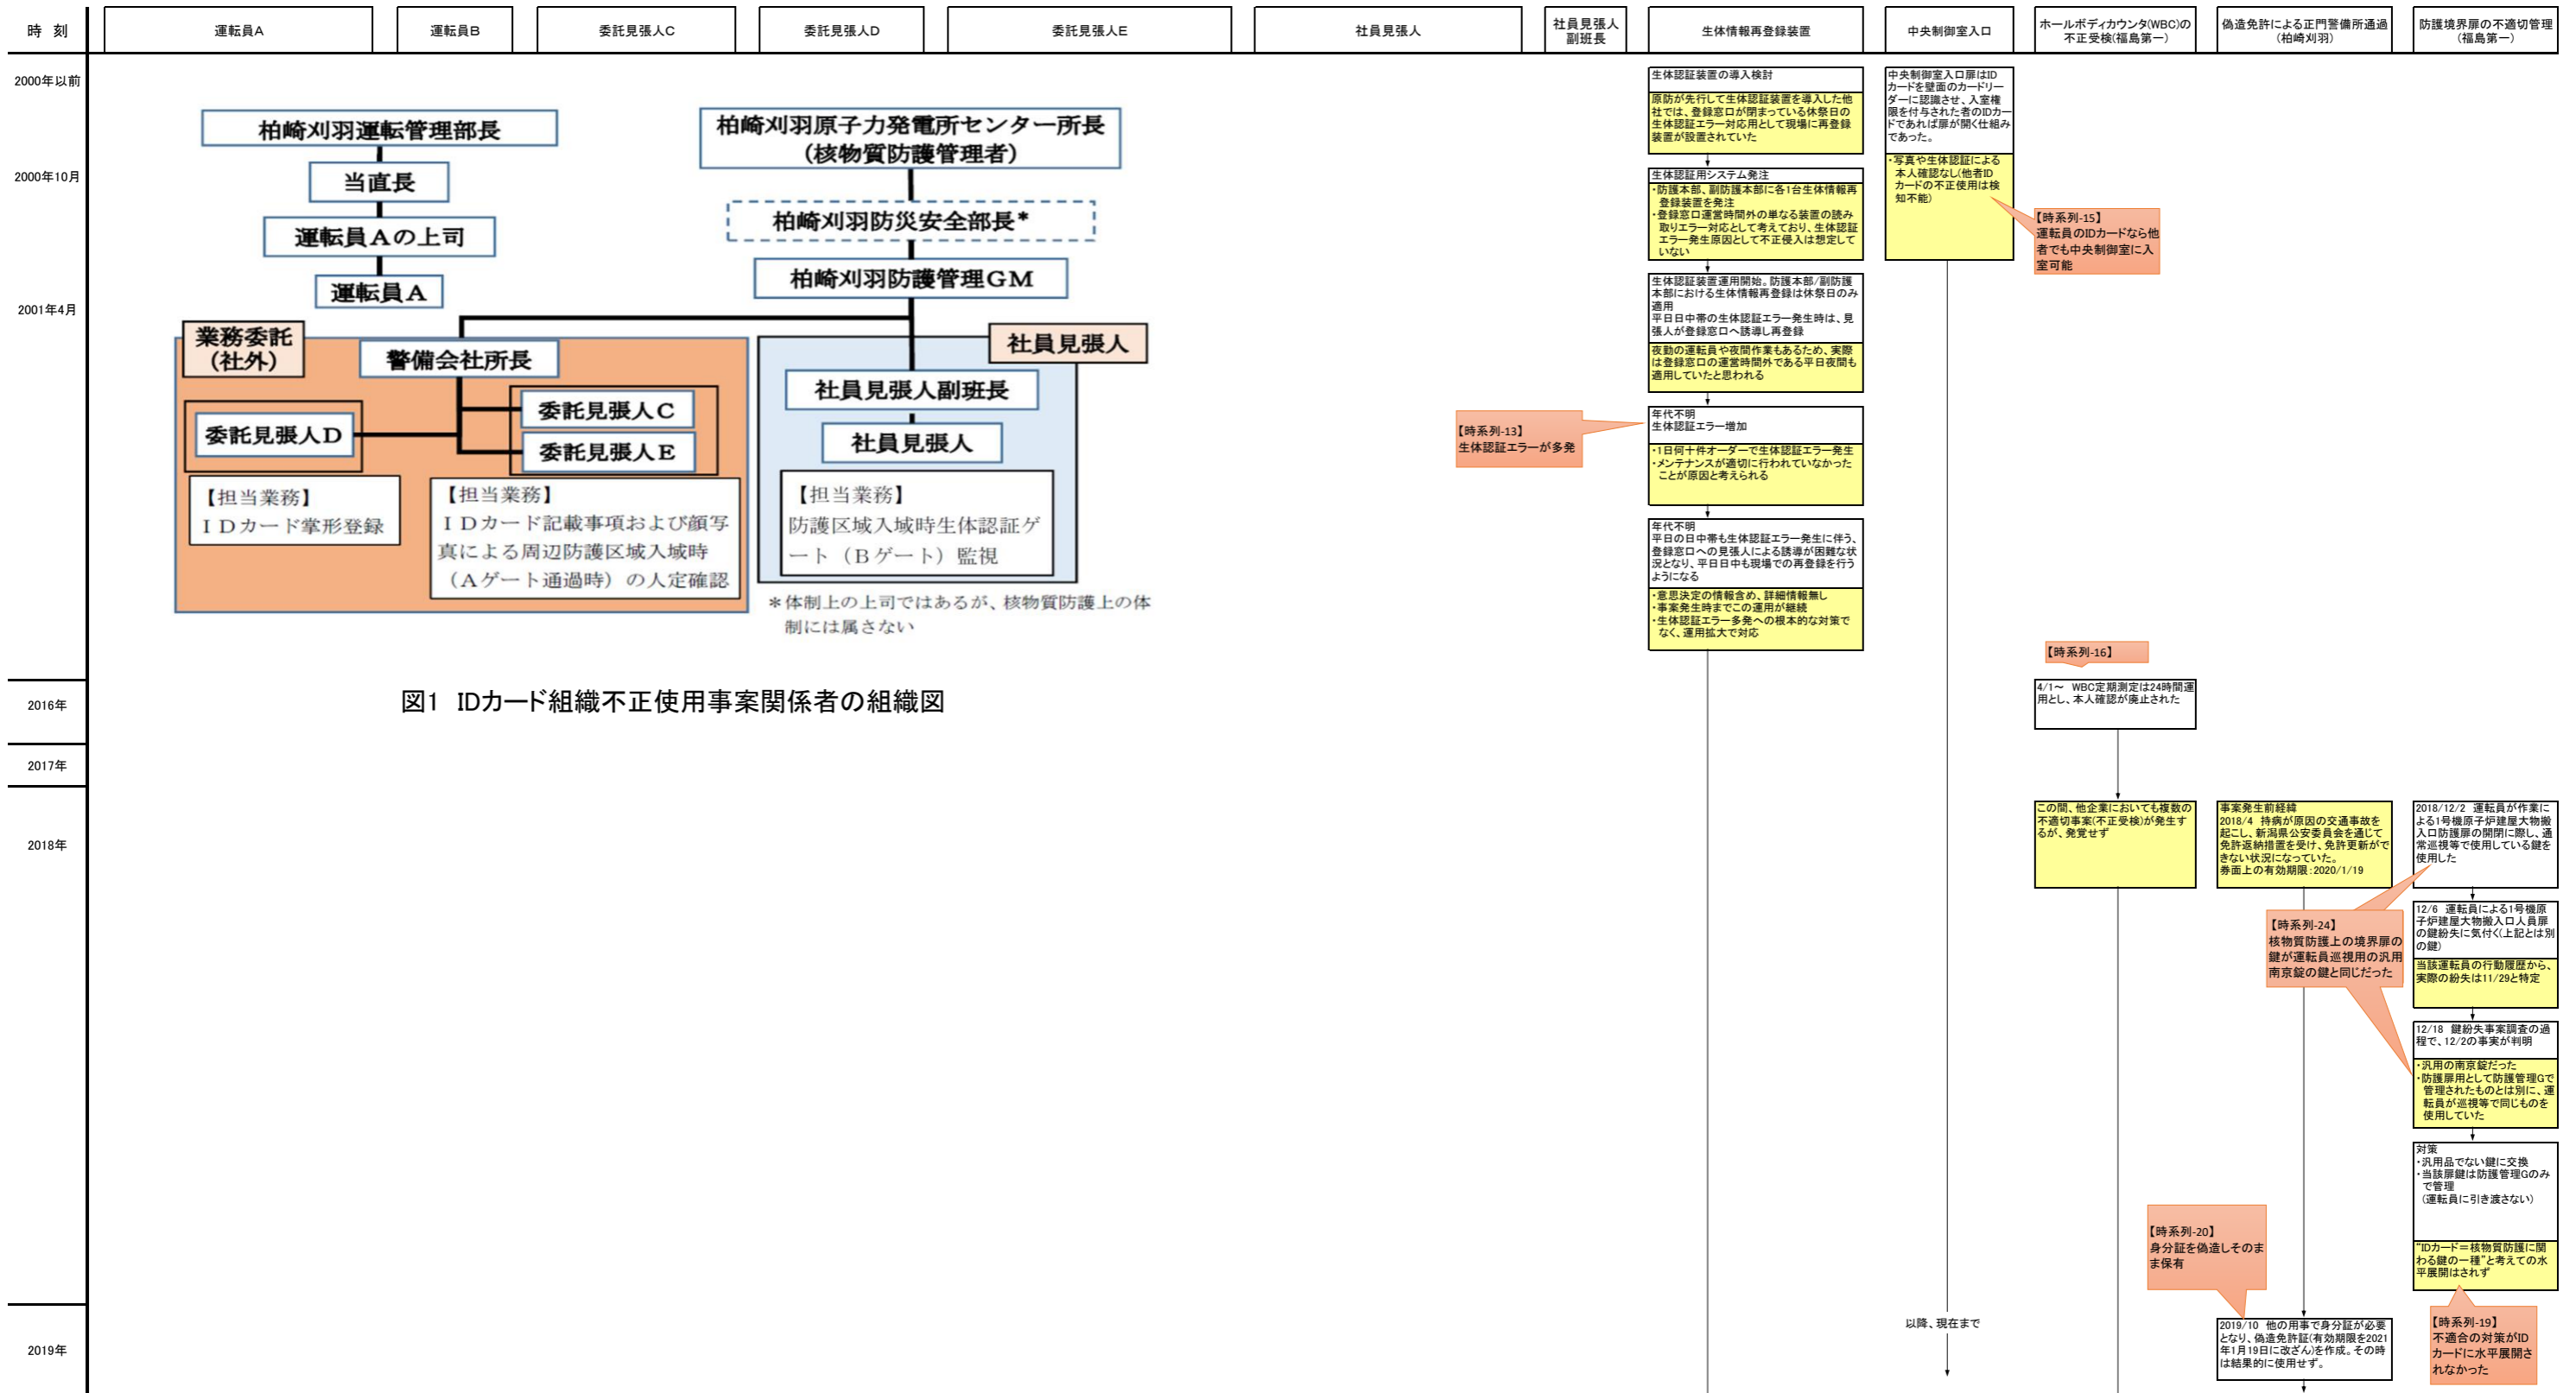 時 刻
運転員A
運転員B
委託見張人C
委託見張人D
委託見張人E
社員見張人
社員見張人
副班長
生体情報再登録装置
中央制御室入口
ホールボディカウンタ(WBC)の
不正受検(福島第一)
偽造免許による正門警備所通過
(柏崎刈羽)
防護境界扉の不適切管理
(福島第一)
2000年以前
2000年10月
2001年4月
2016年
2017年
2018年
2019年
柏崎刈羽運転管理部長
当直長
運転員Aの上司
運転員A
柏崎刈羽原子力発電所センター所長
(核物質防護管理者)
柏崎刈羽防災安全部長*
柏崎刈羽防護管理GM
業務委託
(社外)
警備会社所長
委託見張人D
委託見張人C
委託見張人E
【担当業務】
IDカード掌形登録
【担当業務】
IDカード記載事項および顔写
真による周辺防護区域入域時
(Aゲート通過時)の人定確認
社員見張人
社員見張人副班長
社員見張人
【担当業務】
防護区域入域時生体認証ゲ
ート(Bゲート)監視
*体制上の上司ではあるが、核物質防護上の体
制には属さない
図1 IDカード組織不正使用事案関係者の組織図
生体認証装置の導入検討
原防が先行して生体認証装置を導入した他
社では、登録窓口が閉まっている休祭日の
生体認証エラー対応用として現場に再登録
装置が設置されていた
生体認証用システム発注
・防護本部、副防護本部に各1台生体情報再
登録装置を発注
・登録窓口運営時間外の単なる装置の読み
取りエラー対応として考えており、生体認証
エラー発生原因として不正侵入は想定して
いない
生体認証装置運用開始。防護本部/副防護
本部における生体情報再登録は休祭日のみ
適用
平日日中帯の生体認証エラー発生時は、見
張人が登録窓口へ誘導し再登録
夜勤の運転員や夜間作業もあるため、実際
は登録窓口の運営時間外である平日夜間も
適用していたと思われる
【時系列-13】
生体認証エラーが多発
年代不明
生体認証エラー増加
・1日何十件オーダーで生体認証エラー発生
・メンテナンスが適切に行われていなかった
ことが原因と考えられる
年代不明
平日の日中帯も生体認証エラー発生に伴う、
登録窓口への見張人による誘導が困難な状
況となり、平日日中も現場での再登録を行う
ようになる
・意思決定の情報含め、詳細情報無し
・事案発生時までこの運用が継続
・生体認証エラー多発への根本的な対策で
なく、運用拡大で対応
中央制御室入口扉はID
カードを壁面のカードリー
ダーに認識させ、入室権
限を付与された者のIDカー
ドであれば扉が開く仕組み
であった。
・写真や生体認証による
本人確認なし(他者ID
カードの不正使用は検
知不能)
【時系列-15】
運転員のIDカードなら他
者でも中央制御室に入
室可能
以降、現在まで
【時系列-16】
4/1～ WBC定期測定は24時間運
用とし、本人確認が廃止された
この間、他企業においても複数の
不適切事案(不正受検)が発生す
るが、発覚せず
事案発生前経緯
2018/4 持病が原因の交通事故を
起こし、新潟県公安委員会を通じて
免許返納措置を受け、免許更新がで
きない状況になっていた。
券面上の有効期限：2020/1/19
【時系列-20】
身分証を偽造しそのま
ま保有
2019/10 他の用事で身分証が必要
となり、偽造免許証(有効期限を2021
年1月19日に改ざん)を作成。その時
は結果的に使用せず。
2018/12/2 運転員が作業に
よる1号機原子炉建屋大物搬
入口防護扉の開閉に際し、通
常巡視等で使用している鍵を
使用した
12/6 運転員による1号機原
子炉建屋大物搬入口人員扉
の鍵紛失に気付く(上記とは別
の鍵)
当該運転員の行動履歴から、
実際の紛失は11/29と特定
【時系列-24】
核物質防護上の境界扉の
鍵が運転員巡視用の汎用
南京錠の鍵と同じだった
12/18 鍵紛失事案調査の過
程で、12/2の事実が判明
・汎用の南京錠だった
・防護扉用として防護管理Gで
管理されたものとは別に、運
転員が巡視等で同じものを
使用していた
対策
・汎用品でない鍵に交換
・当該扉鍵は防護管理Gのみ
で管理
(運転員に引き渡さない)
“IDカード＝核物質防護に関
わる鍵の一種”と考えての水
平展開はされず
【時系列-19】
不適合の対策がID
カードに水平展開さ
れなかった